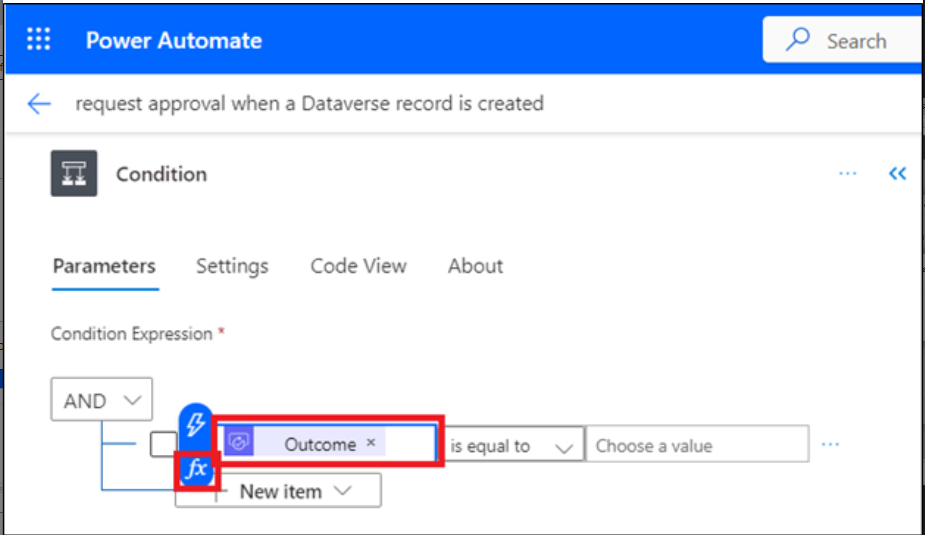 Power Automate
Search
request approval when a Dataverse record is created
Condition
Parameters Settings Code View About
Condition Expression *
AND
Outcome × is equal to Choose a value
fx
New item